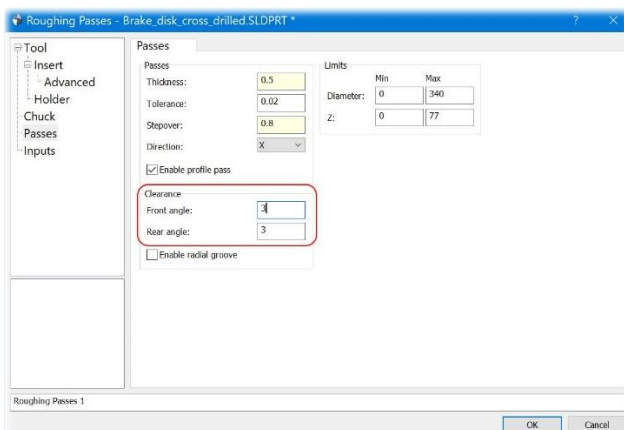 Roughing Passes - Brake_disk_cross_drilled.SLDPRT *
? ×
Tool
Insert
Advanced
Holder
Chuck
Passes
Inputs
Passes
Passes
Thickness: 0.5
Tolerance: 0.02
Stepover: 0.8
Direction: X
Enable profile pass
Clearance
Front angle: 3
Rear angle: 3
Enable radial groove
Limits
Min Max
Diameter: 0 340
Z: 0 77
Roughing Passes 1
OK Cancel